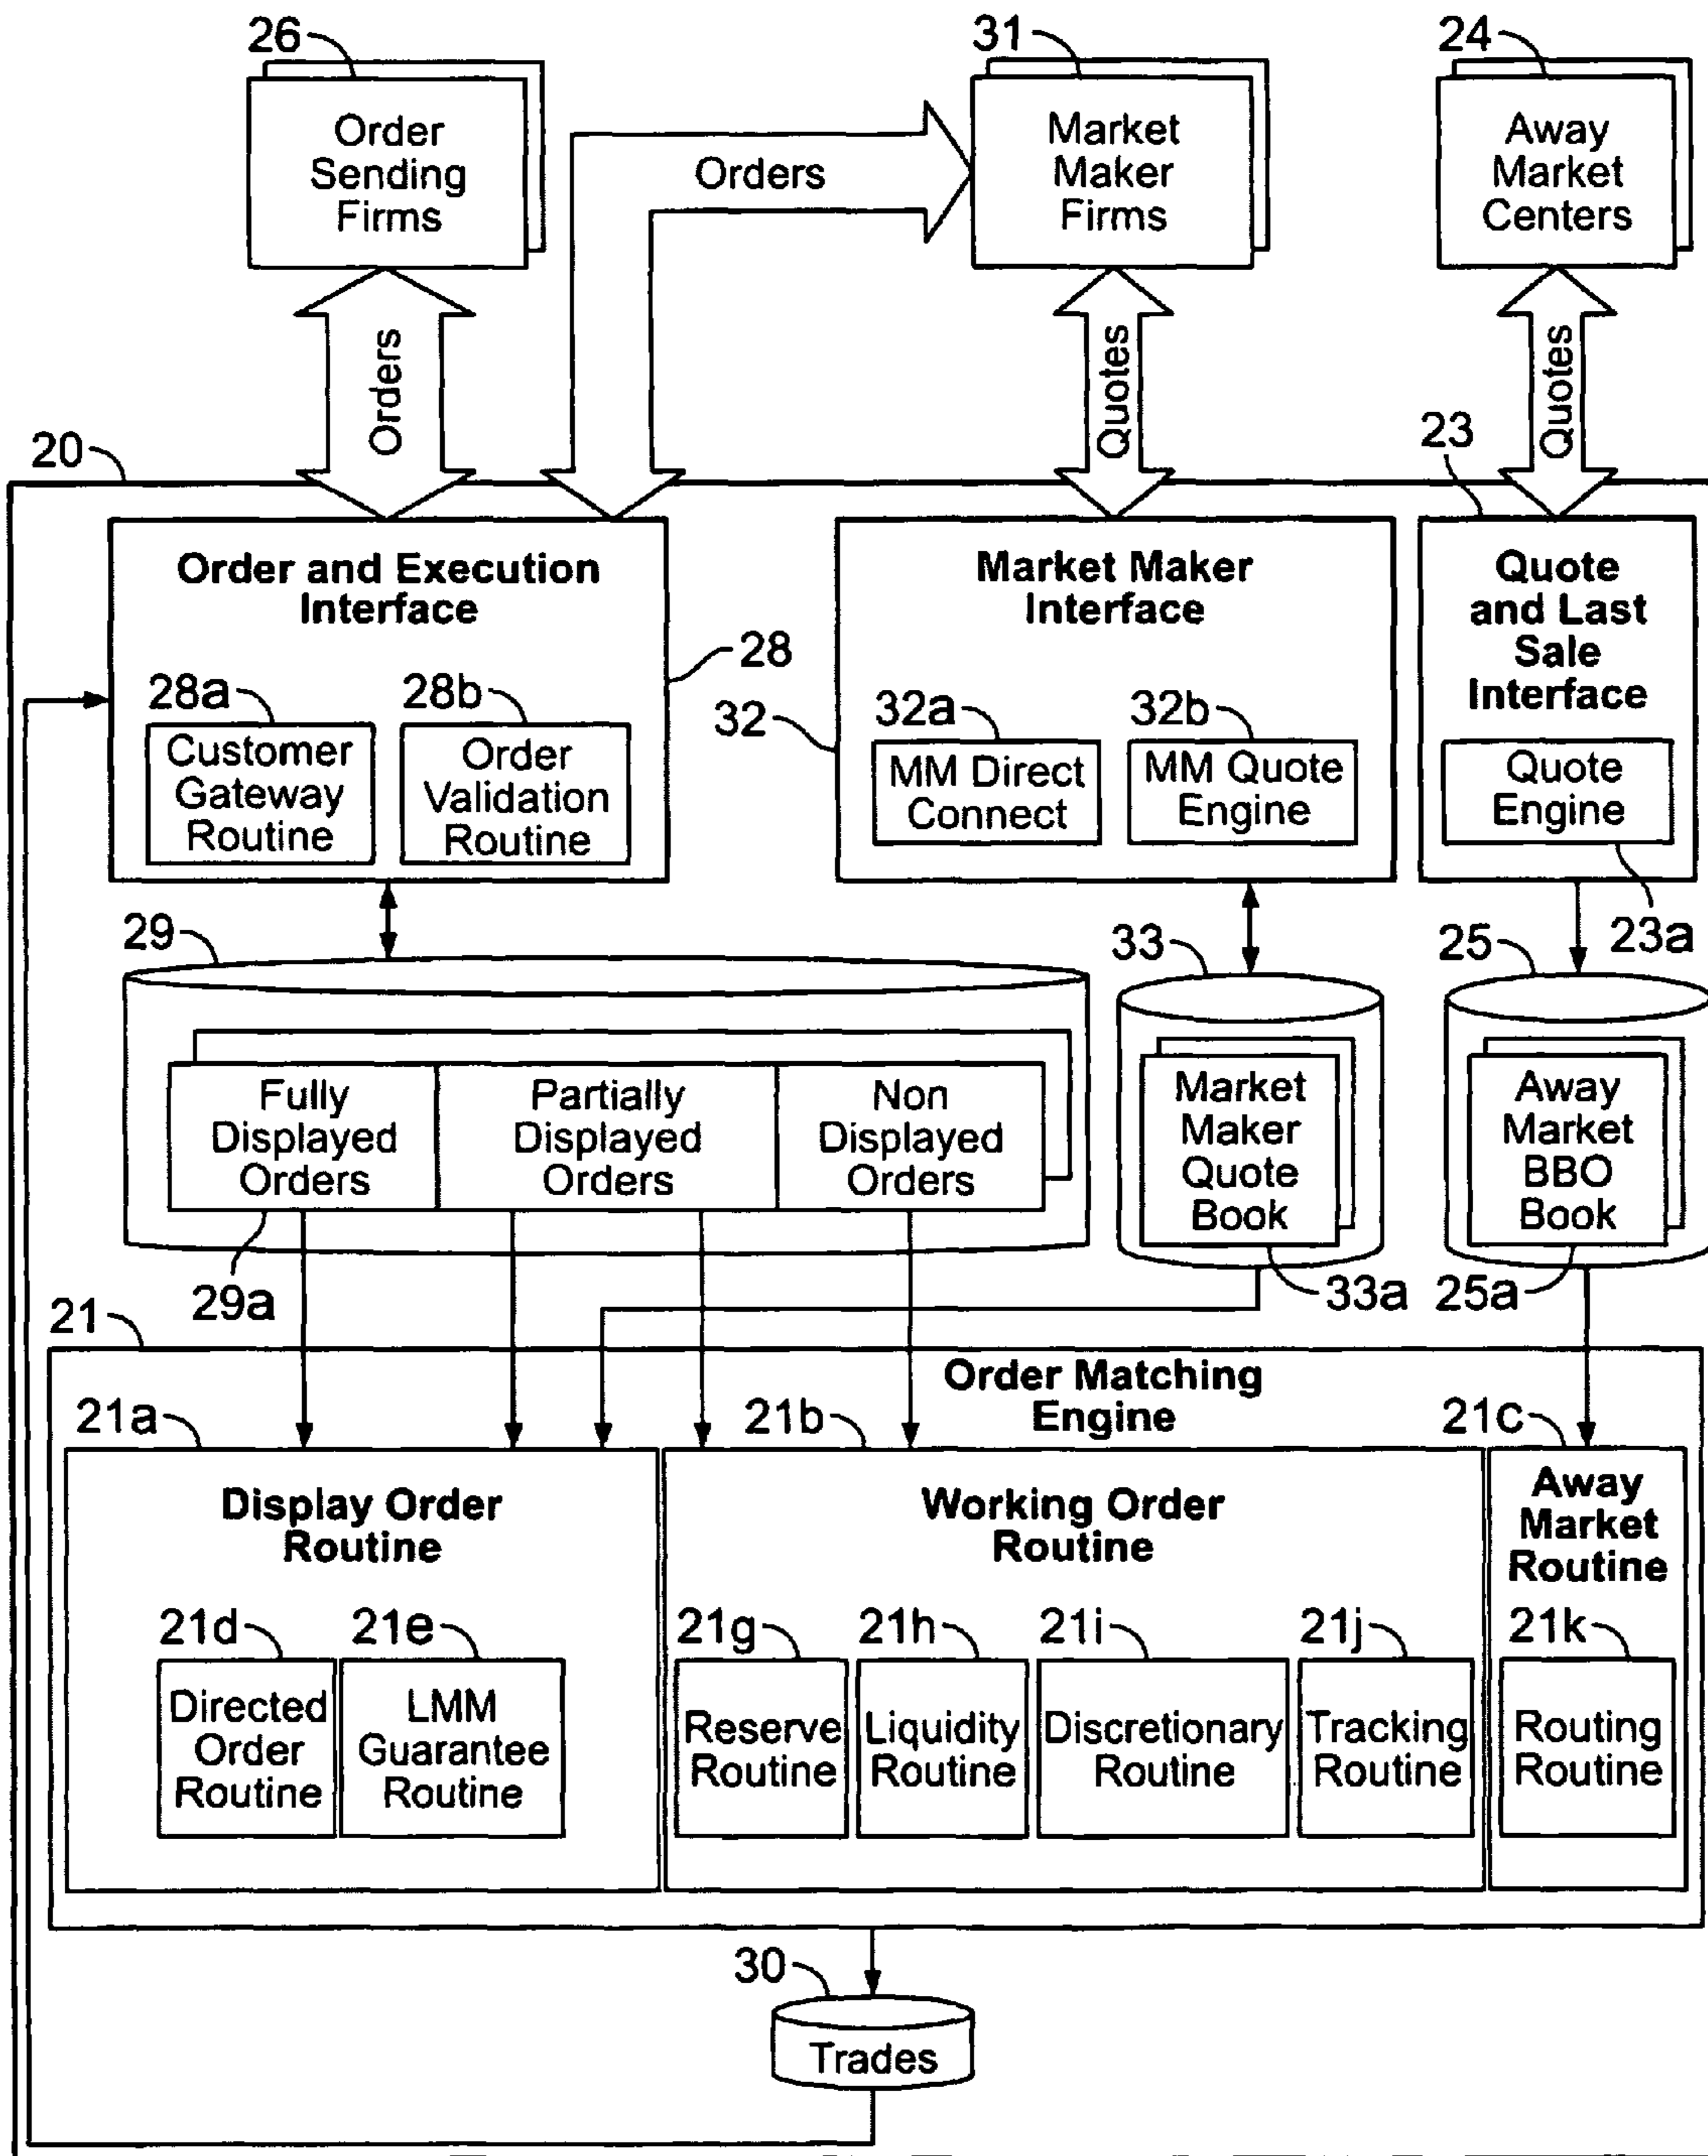 26
31
24
Order
Sending
Firms
Orders
Market
Maker
Firms
Away
Market
Centers
Orders
Quotes
Quotes
20
23
Order and Execution
Interface
28
28a
28b
Customer
Gateway
Routine
Order
Validation
Routine
Market Maker
Interface
32
32a
32b
MM Direct
Connect
MM Quote
Engine
Quote
and Last
Sale
Interface
Quote
Engine
23a
29
33
25
Fully
Displayed
Orders
Partially
Displayed
Orders
Non
Displayed
Orders
29a
Market
Maker
Quote
Book
33a
Away
Market
BBO
Book
25a
21
Order Matching
Engine
21a
21b
21c
Display Order
Routine
21d
21e
Directed
Order
Routine
LMM
Guarantee
Routine
Working Order
Routine
21g
21h
21i
21j
Reserve
Routine
Liquidity
Routine
Discretionary
Routine
Tracking
Routine
Away
Market
Routine
21k
Routing
Routine
30
Trades